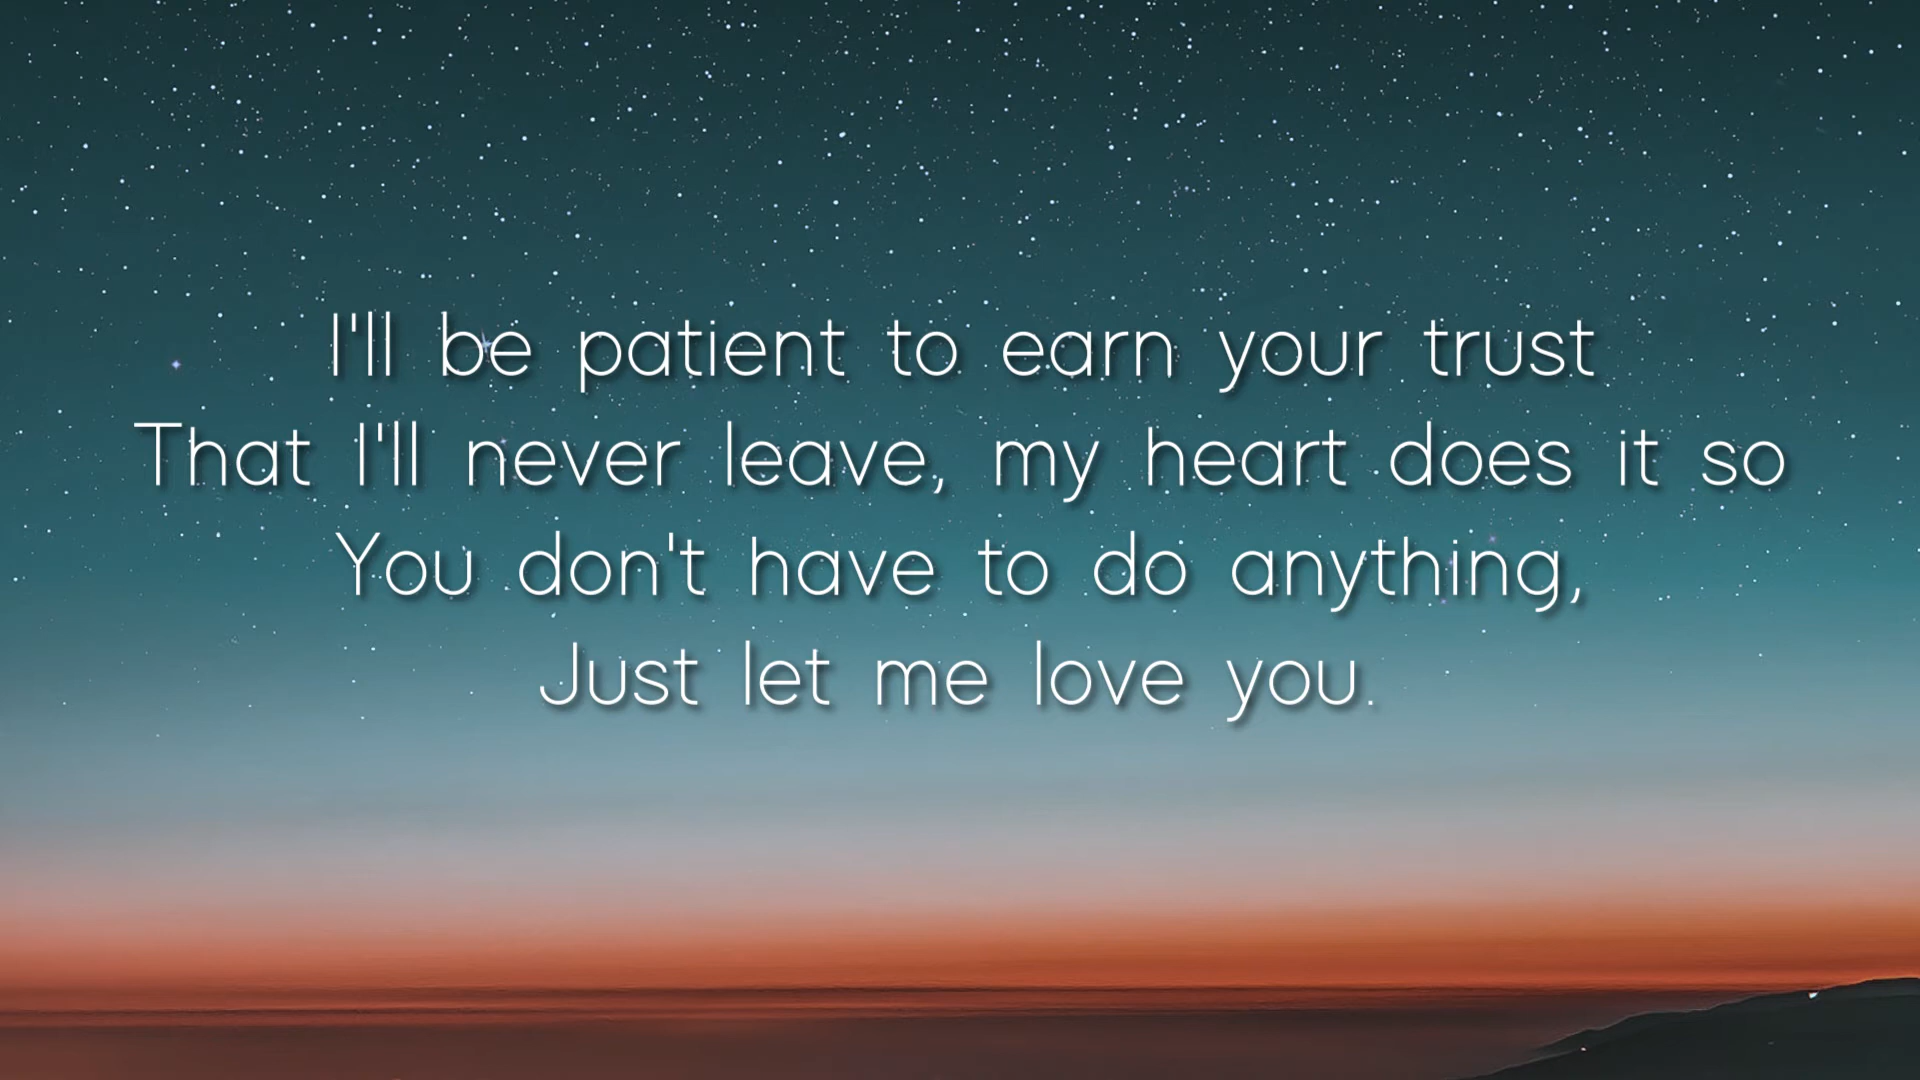 I'll be patient to earn your trust
That I'll never leave, my heart does it so
You don't have to do anything,
Just let me love you.